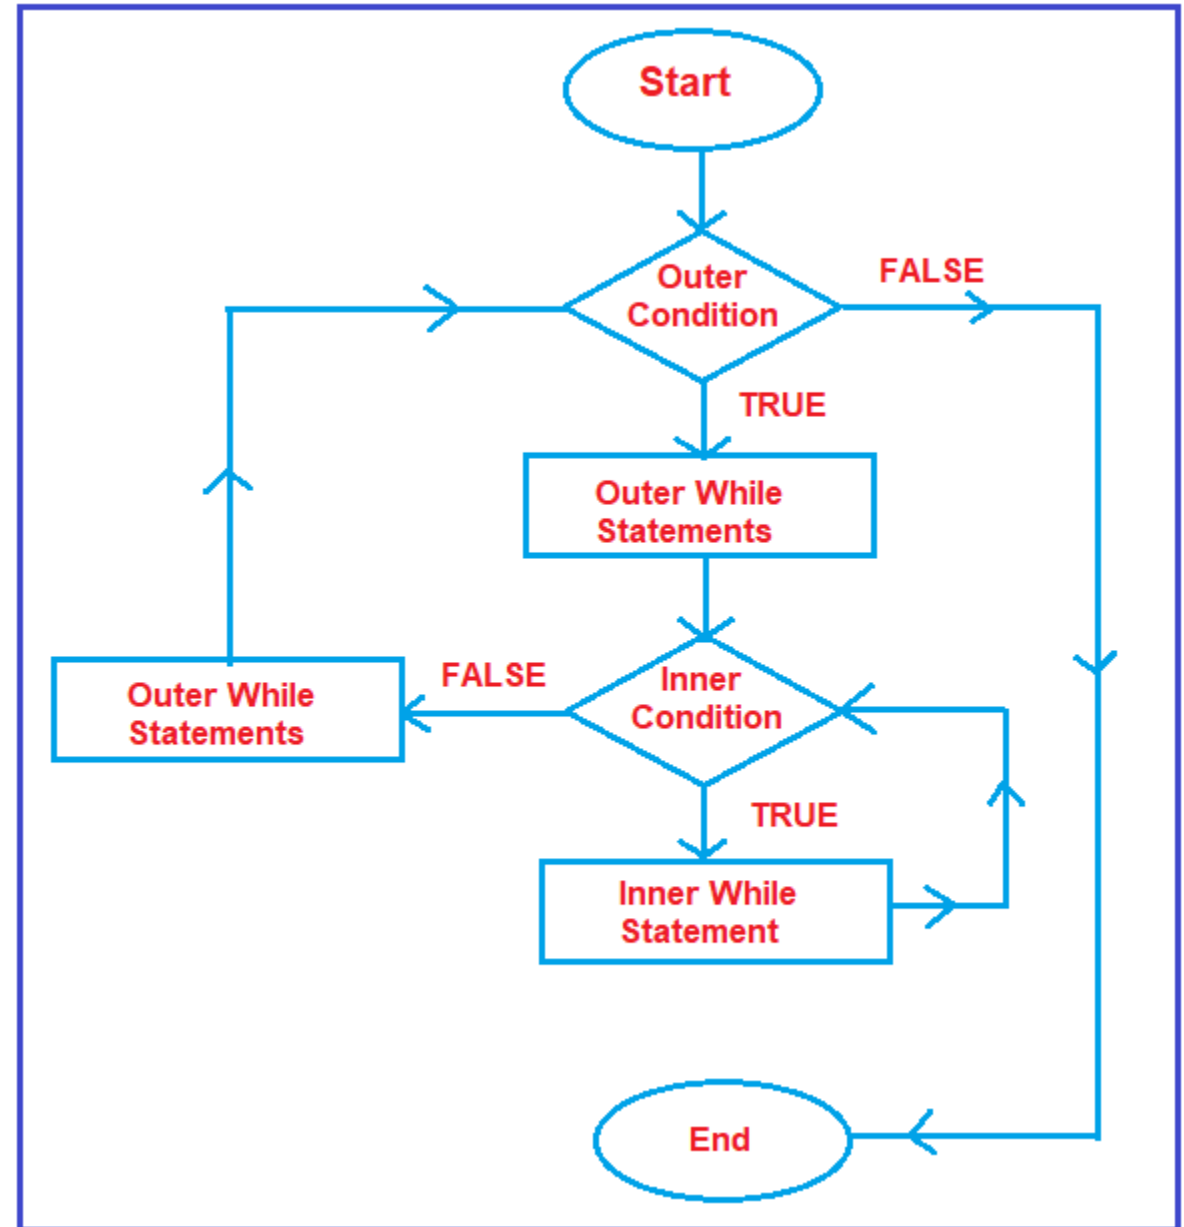 Start
Outer
Condition
FALSE
TRUE
Outer While
Statements
Inner
Condition
FALSE
Outer While
Statements
TRUE
Inner While
Statement
End